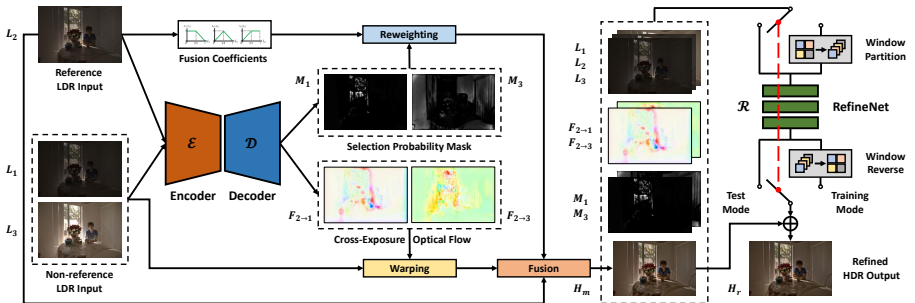 L₂
Reference
LDR Input
Fusion Coefficients
Reweighting
M₁
M₃
Selection Probability Mask
ℰ
𝒟
Encoder
Decoder
L₁
L₃
Non-reference
LDR Input
F₂→₁
F₂→₃
Cross-Exposure Optical Flow
Warping
Fusion
L₁
L₂
L₃
F₂→₁
F₂→₃
M₁
M₃
Hₘ
Window
Partition
ℛ
RefineNet
Window
Reverse
Test
Mode
Training
Mode
Hᵣ
Refined
HDR Output